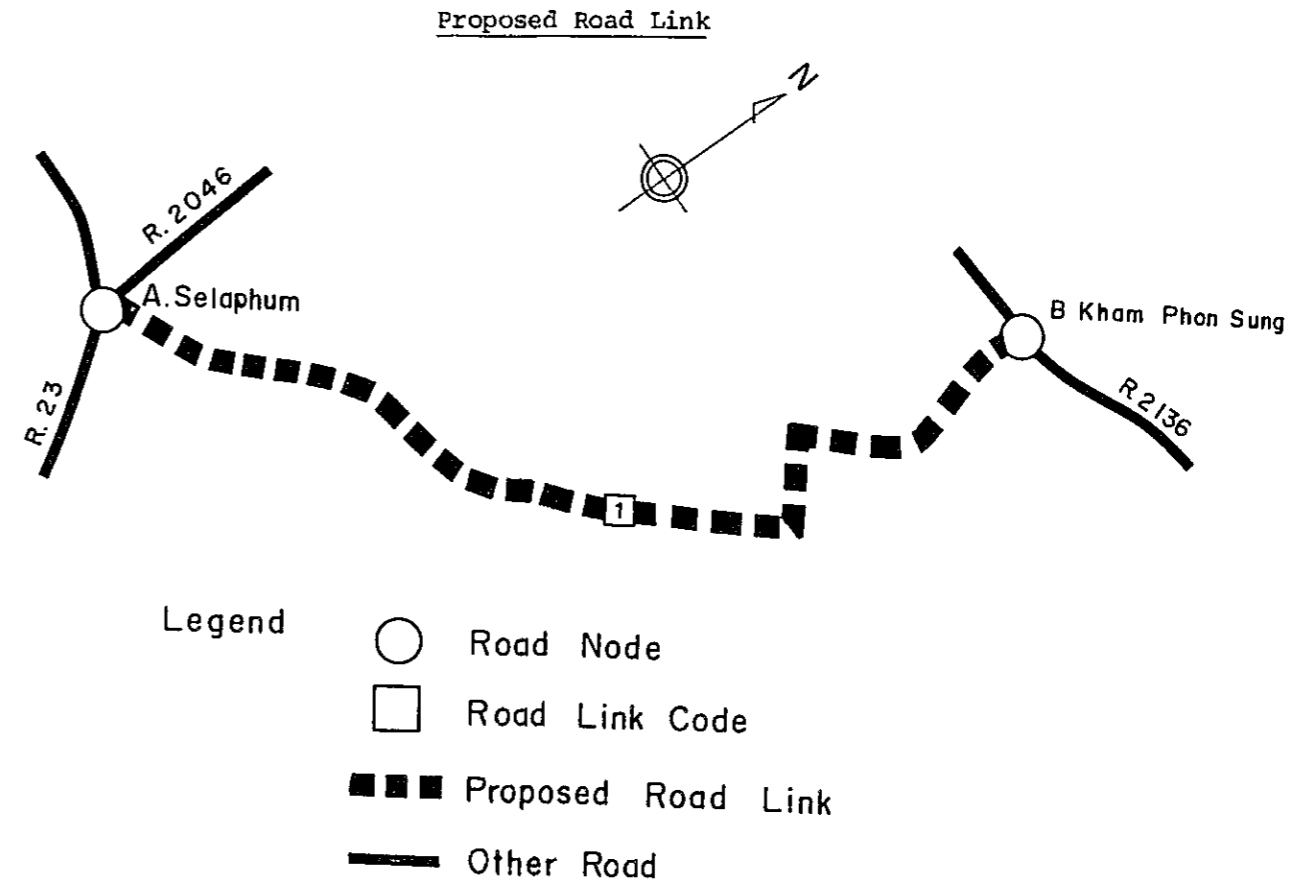 Proposed Road Link
N
R. 2046
A. Selaphum
B Kham Phon Sung
R. 23
R 2136
1
Legend
Road Node
Road Link Code
Proposed Road Link
Other Road